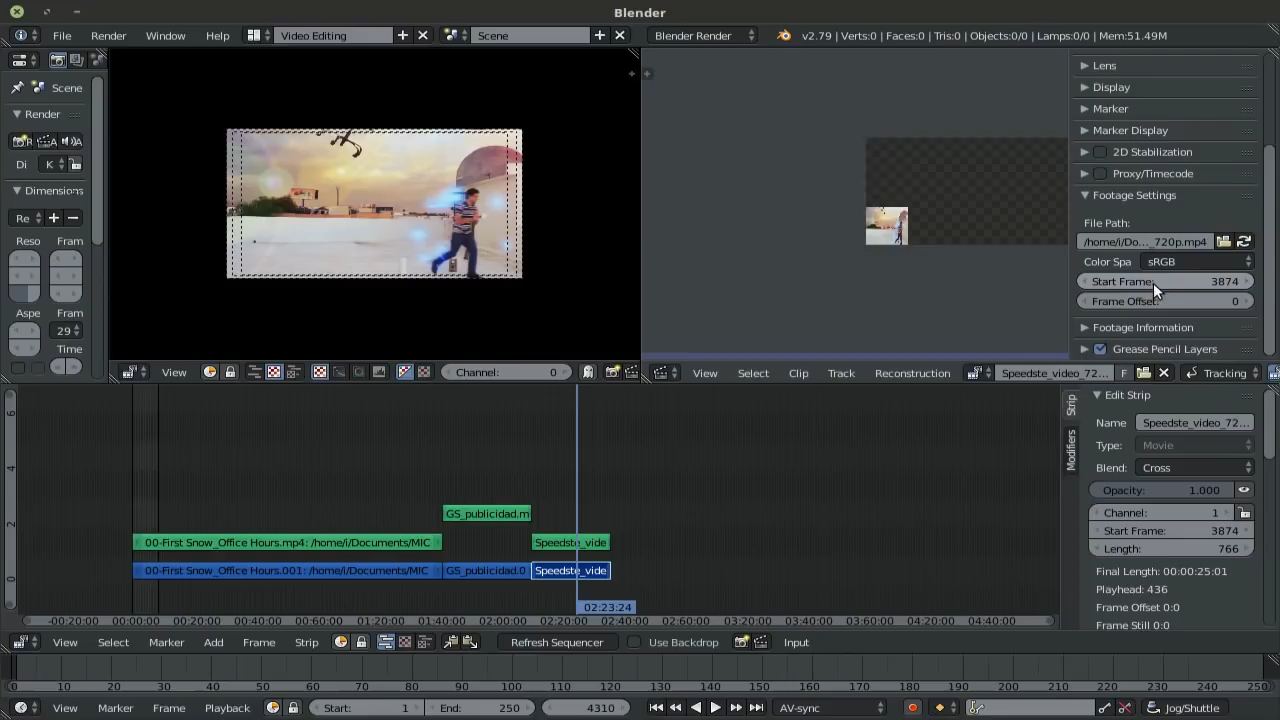 Blender
File Render Window Help Video Editing Scene Blender Render v2.79 | Verts:0 | Faces:0 | Tris:0 | Objects:0/0 | Lamps:0/0 | Mem:51.49M
Scene
Render
R A A
Di K
Dimensions
Re
Reso Fram
Aspe Fram
29
Time
View Channel: 0
Lens
Display
Marker
Marker Display
2D Stabilization
Proxy/Timecode
Footage Settings
File Path:
/home/i/Do..._720p.mp4
Color Spa sRGB
Start Frame: 3874
Frame Offset: 0
Footage Information
Grease Pencil Layers
View Select Clip Track Reconstruction Speedste_video_72... F Tracking
6
4
2
0
GS_publicidad.m
00-First Snow_Office Hours.mp4: /home/i/Documents/MIC Speedste_vide
00-First Snow_Office Hours.001: /home/i/Documents/MIC GS_publicidad.0 Speedste_vide
02:23:24
-00:20:00 00:00:00 00:20:00 00:40:00 01:00:00 01:20:00 01:40:00 02:00:00 02:20:00 02:40:00 02:60:00 03:20:00 03:40:00 03:60:00 04:20:00 04:40:00
View Select Marker Add Frame Strip Refresh Sequencer Use Backdrop Input
Strip
Modifiers
Edit Strip
Name Speedste_video_72...
Type: Movie
Blend: Cross
Opacity: 1.000
Channel: 1
Start Frame: 3874
Length: 766
Final Length: 00:00:25:01
Playhead: 436
Frame Offset 0:0
Frame Still 0:0
0 10 20 30 40 50 60 70 80 90 100 110 120 130 140 150 160 170 180 190 200 210 220 230 240 250
View Marker Frame Playback Start: 1 End: 250 4310 AV-sync Jog/Shuttle